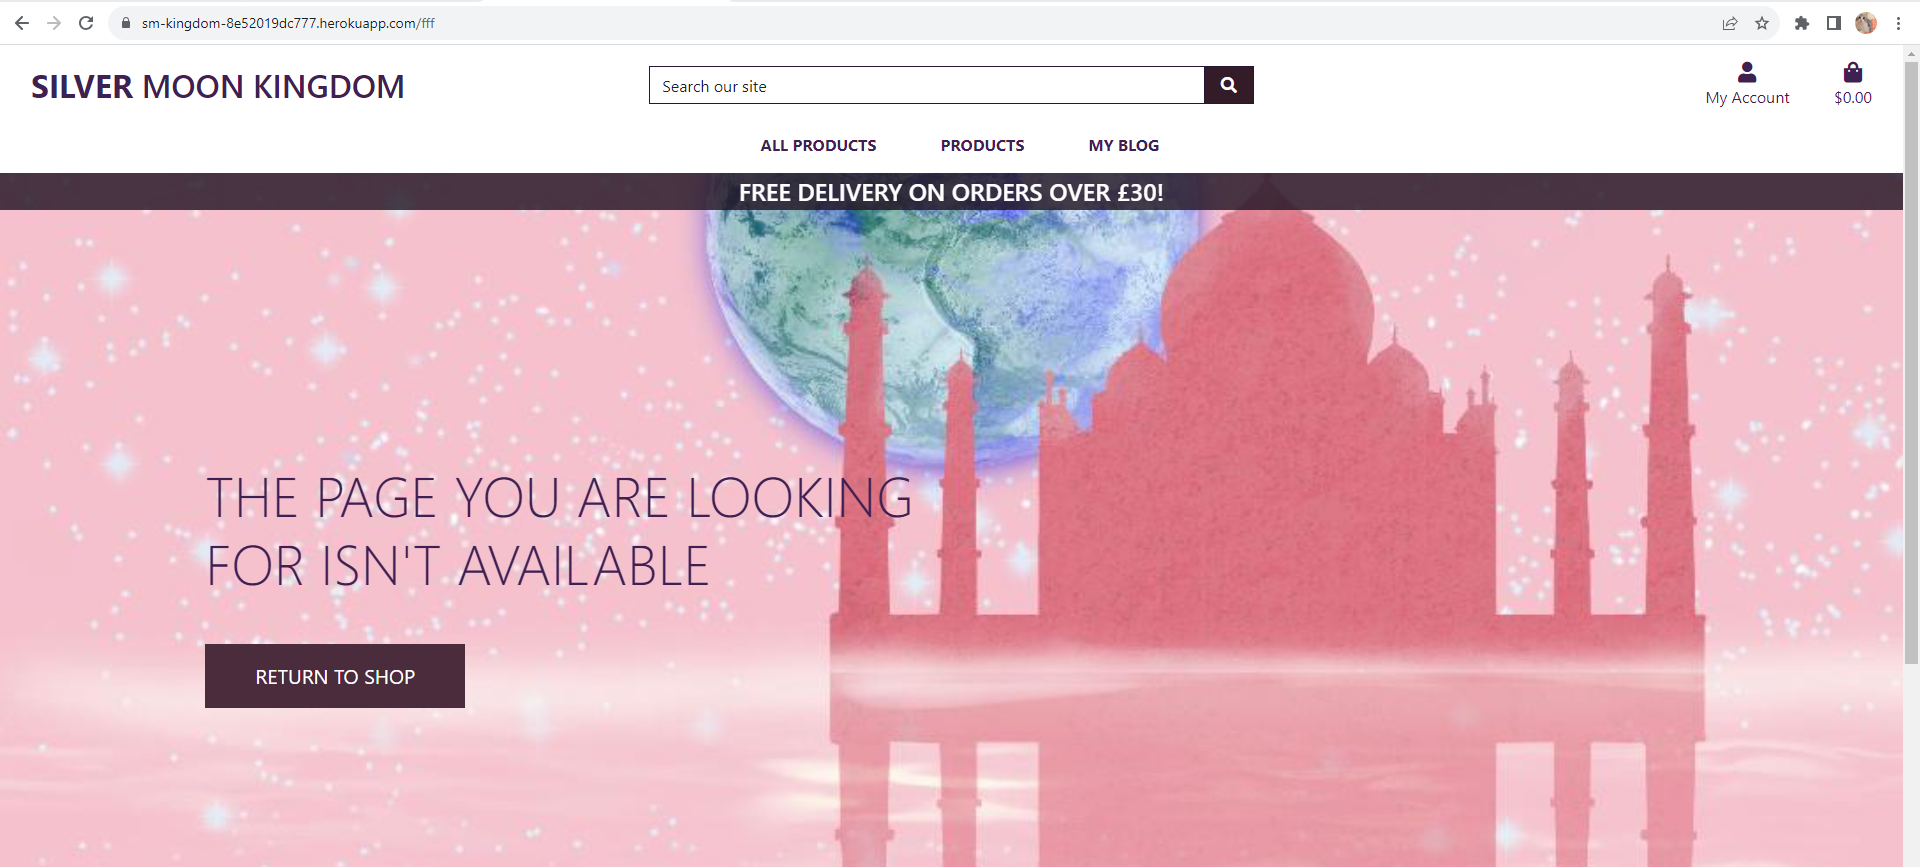 sm-kingdom-8e52019dc777.herokuapp.com/fff
SILVER MOON KINGDOM
Search our site
My Account
$0.00
ALL PRODUCTS
PRODUCTS
MY BLOG
FREE DELIVERY ON ORDERS OVER £30!
THE PAGE YOU ARE LOOKING
FOR ISN'T AVAILABLE
RETURN TO SHOP